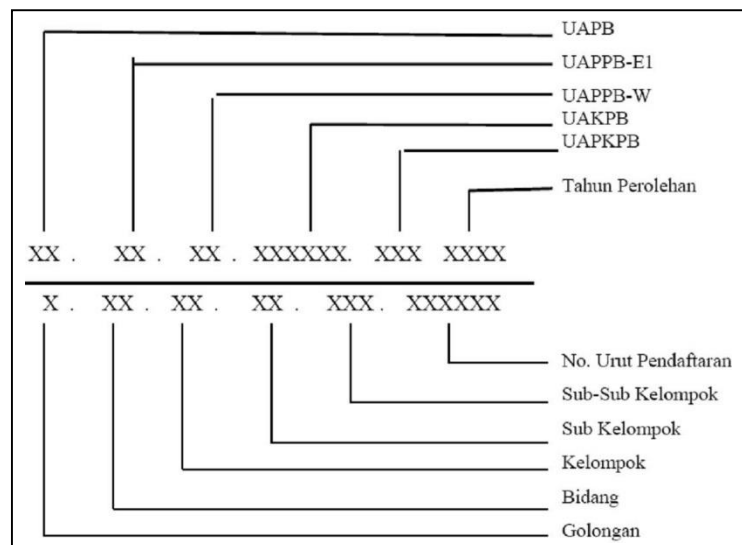 UAPB
UAPPB-E1
UAPPB-W
UAKPB
UAPKPB
Tahun Perolehan
XX . XX . XX . XXXXXX. XXX XXXX
X . XX . XX . XX . XXX. XXXXXX
No. Urut Pendaftaran
Sub-Sub Kelompok
Sub Kelompok
Kelompok
Bidang
Golongan